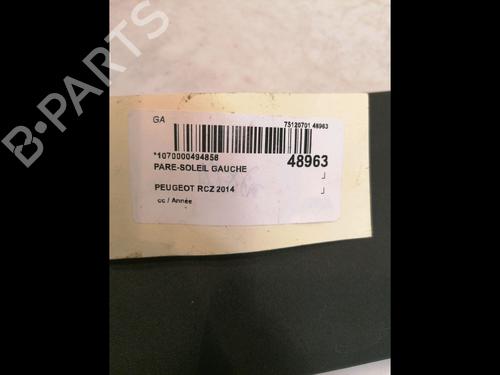 GA
75120701 48963
*1070000494858
48963
PARE-SOLEIL GAUCHE
PEUGEOT RCZ 2014
cc / Année
B-PARTS